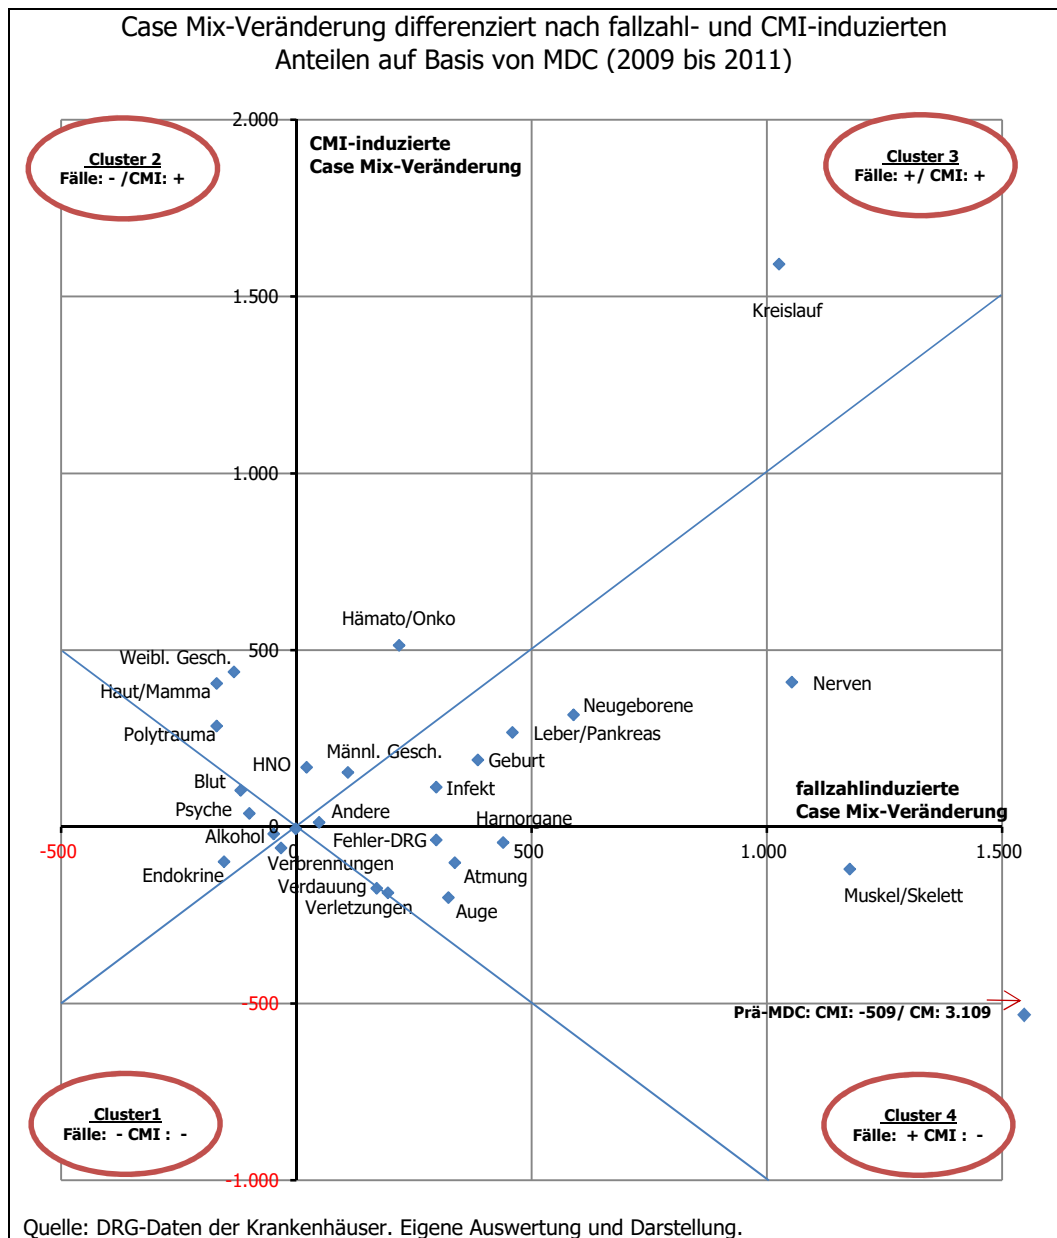 Case Mix-Veränderung differenziert nach fallzahl- und CMI-induzierten
Anteilen auf Basis von MDC (2009 bis 2011)
2.000
CMI-induzierte
Case Mix-Veränderung
Cluster 2
Fälle: - /CMI: +
Cluster 3
Fälle: +/ CMI: +
1.500
Kreislauf
1.000
Hämato/Onko
500
Weibl. Gesch.
Haut/Mamma
Nerven
Neugeborene
Polytrauma
Leber/Pankreas
HNO
Männl. Gesch.
Geburt
Blut
Infekt
fallzahlinduzierte
Case Mix-Veränderung
Psyche
Andere
Harnorgane
0
Alkohol
Fehler-DRG
-500
0
500
1.000
1.500
Verbrennungen
Endokrine
Atmung
Verdauung
Muskel/Skelett
Verletzungen
Auge
-500
Prä-MDC: CMI: -509/ CM: 3.109
Cluster1
Fälle:  - CMI :  -
Cluster 4
Fälle:  + CMI :  -
-1.000
Quelle: DRG-Daten der Krankenhäuser. Eigene Auswertung und Darstellung.